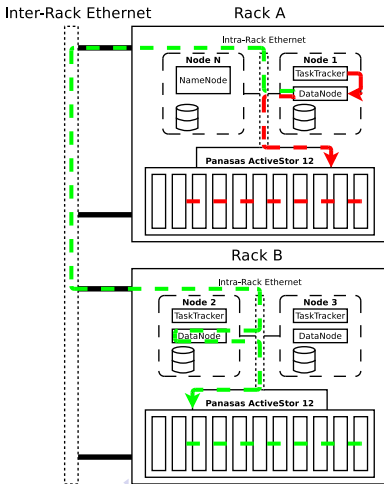 Inter-Rack Ethernet
Rack A
Intra-Rack Ethernet
Node N
NameNode
Node 1
TaskTracker
DataNode
Panasas ActiveStor 12
Rack B
Intra-Rack Ethernet
Node 2
TaskTracker
DataNode
Node 3
TaskTracker
DataNode
Panasas ActiveStor 12